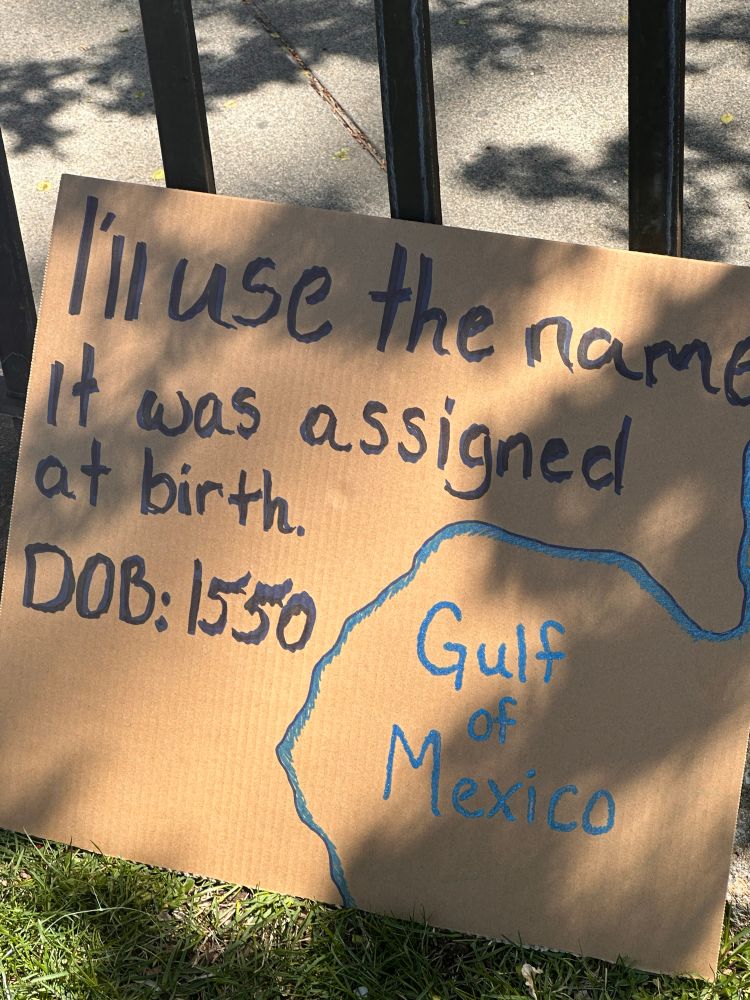 I'll use the name
It was assigned
at birth.
DOB: 1550
Gulf
of
Mexico